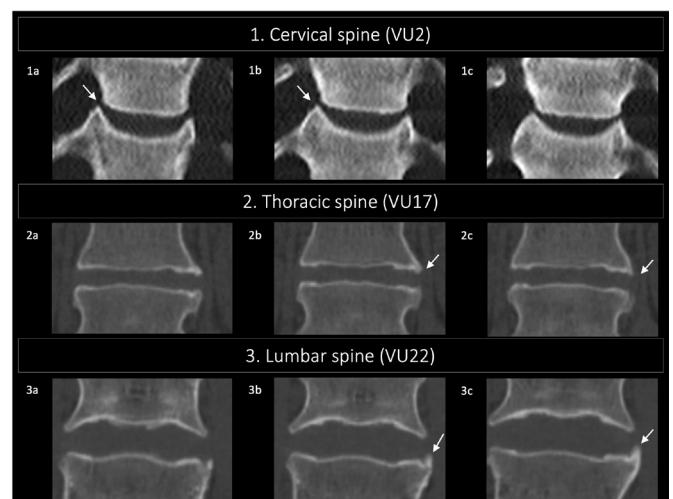 1. Cervical spine (VU2)
1a
1b
1c
2. Thoracic spine (VU17)
2a
2b
2c
3. Lumbar spine (VU22)
3a
3b
3c